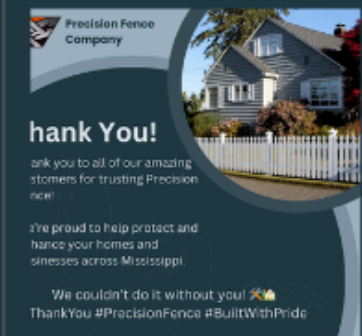 Precision Fence
Company
hank You!
ank you to all of our amazing
stomers for trusting Precision
nce!
're proud to help protect and
hance your homes and
sinesses across Mississippi.
We couldn't do it without you! 🛠️🏡
ThankYou #PrecisionFence #BuiltWithPride